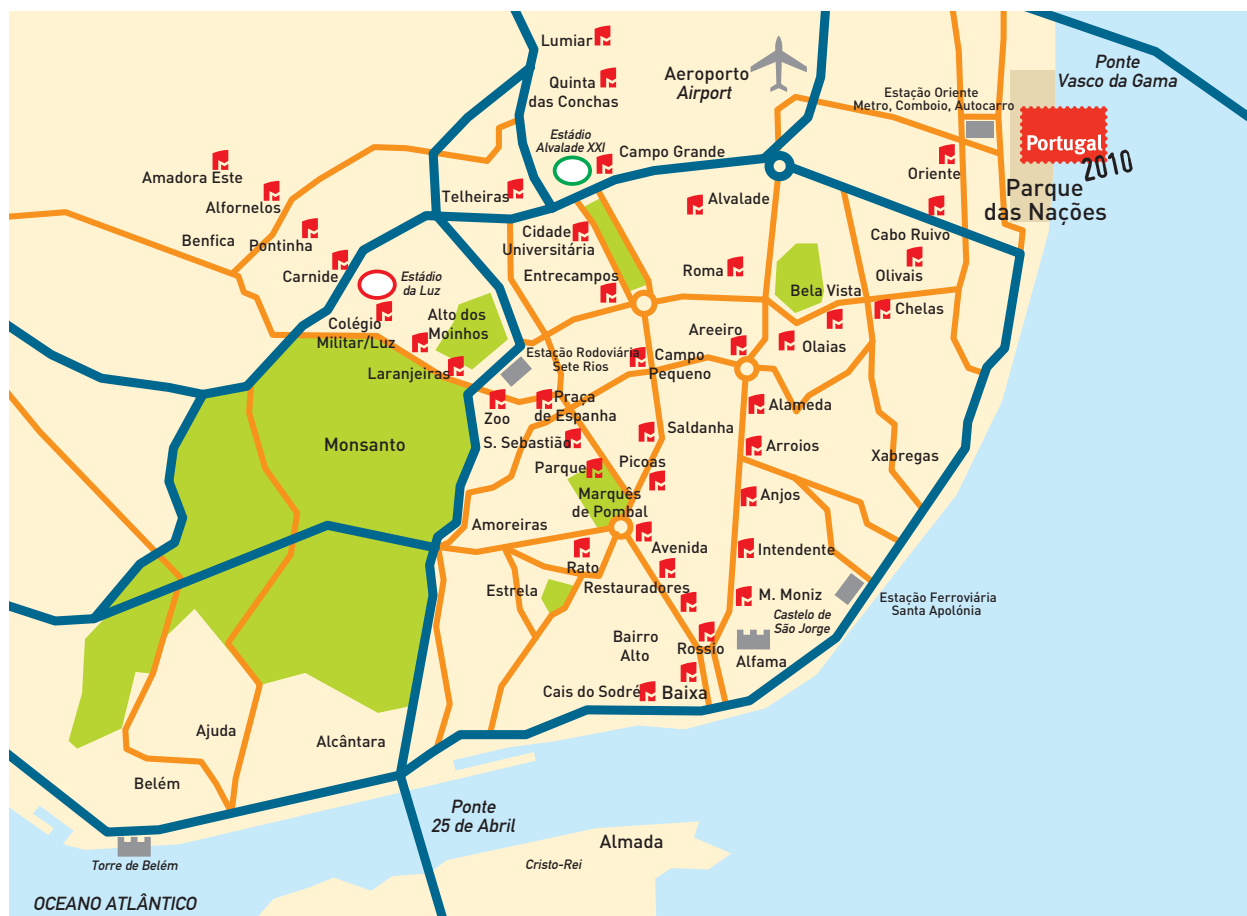 Lumiar
Quinta
das Conchas
Aeroporto
Airport
Ponte
Vasco da Gama
Estação Oriente
Metro, Comboio, Autocarro
Portugal
2010
Parque
das Nações
Estádio
Alvalade XXI
Campo Grande
Oriente
Amadora Este
Alfornelos
Telheiras
Alvalade
Benfica
Pontinha
Cidade
Universitária
Cabo Ruivo
Carnide
Estádio
da Luz
Entrecampos
Roma
Olivais
Bela Vista
Colégio
Militar/Luz
Alto dos
Moinhos
Chelas
Areeiro
Olaias
Estação Rodoviária
Sete Rios
Campo
Pequeno
Laranjeiras
Zoo
Praça
de Espanha
Alameda
Monsanto
S. Sebastião
Saldanha
Arroios
Xabregas
Parque
Picoas
Marquês
de Pombal
Anjos
Amoreiras
Avenida
Intendente
Rato
Estrela
Restauradores
M. Moniz
Castelo de
São Jorge
Estação Ferroviária
Santa Apolónia
Bairro
Alto
Rossio
Alfama
Cais do Sodré
Baixa
Ajuda
Alcântara
Belém
Ponte
25 de Abril
Almada
Cristo-Rei
Torre de Belém
OCEANO ATLÂNTICO